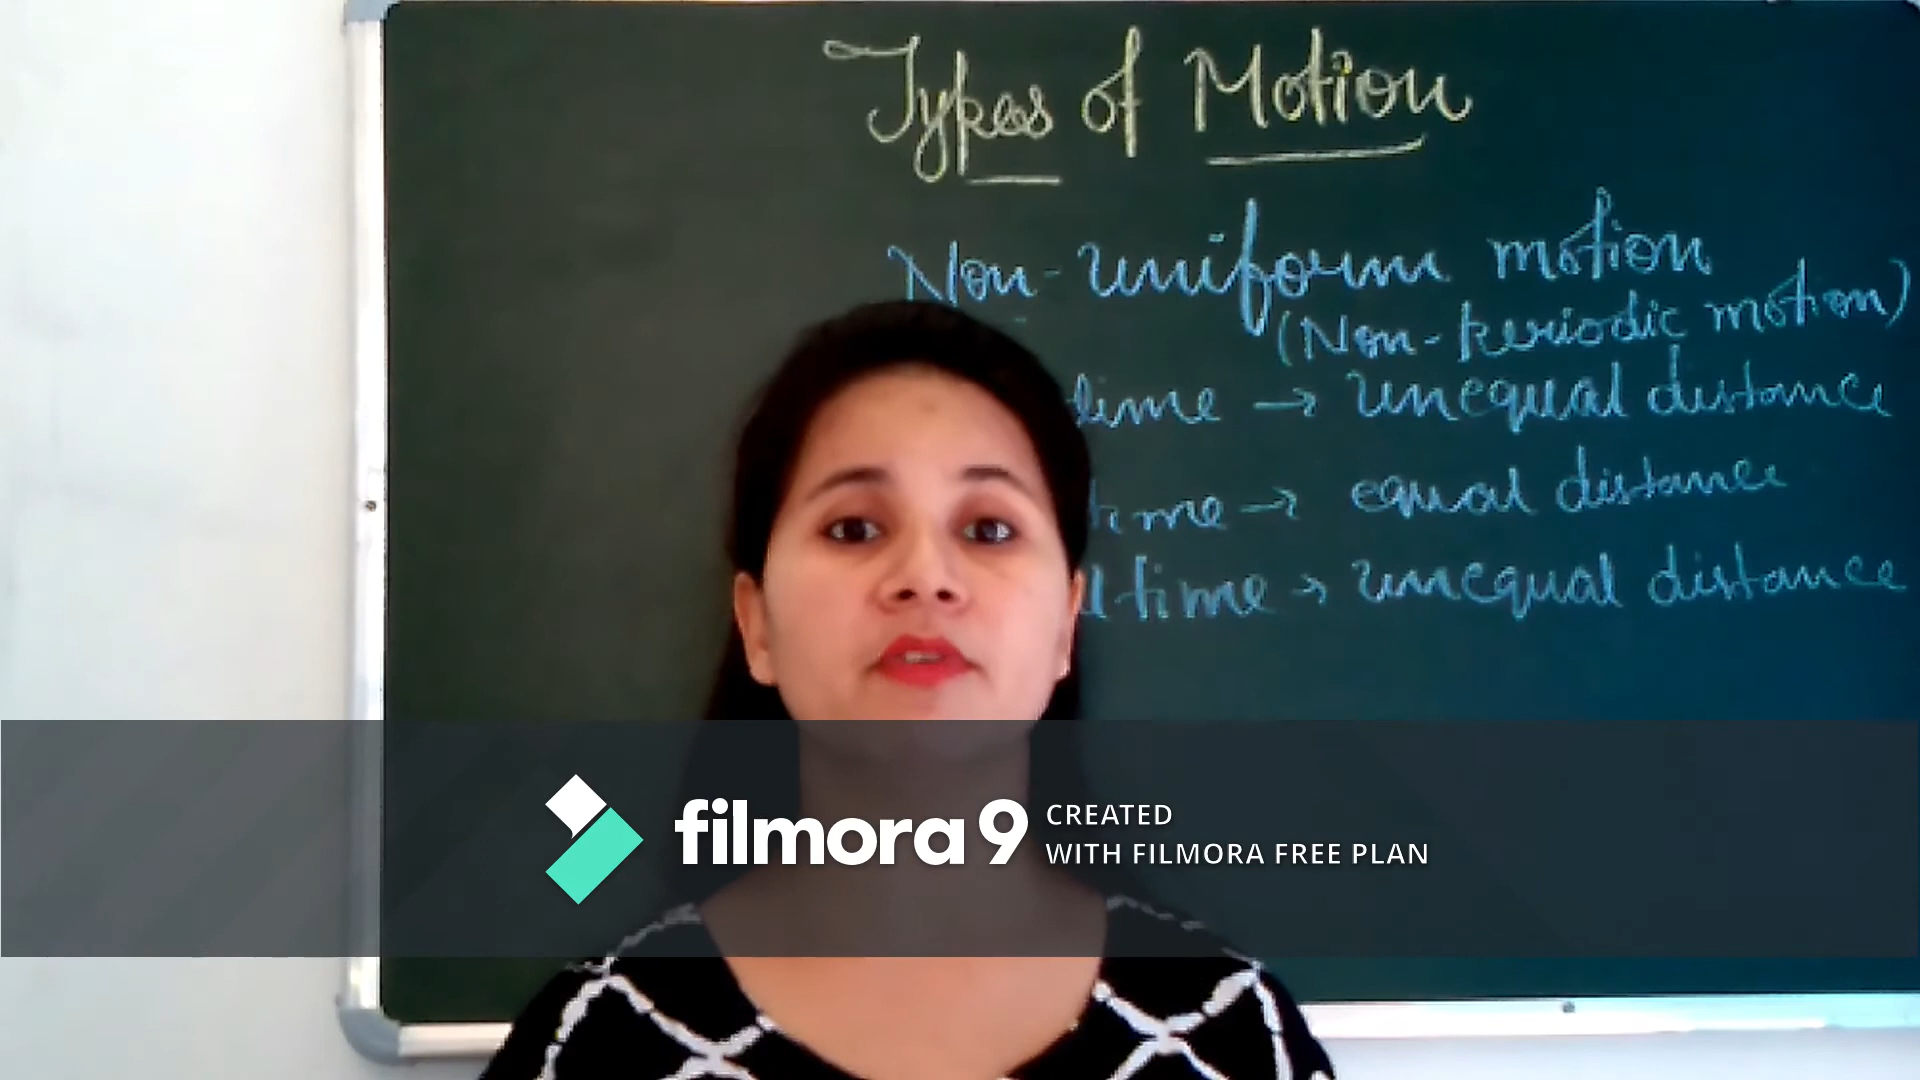 Types of Motion
Non-uniform motion
(Non-periodic motion)
time → unequal distance
time → equal distance
time → unequal distance
filmora9
CREATED
WITH FILMORA FREE PLAN